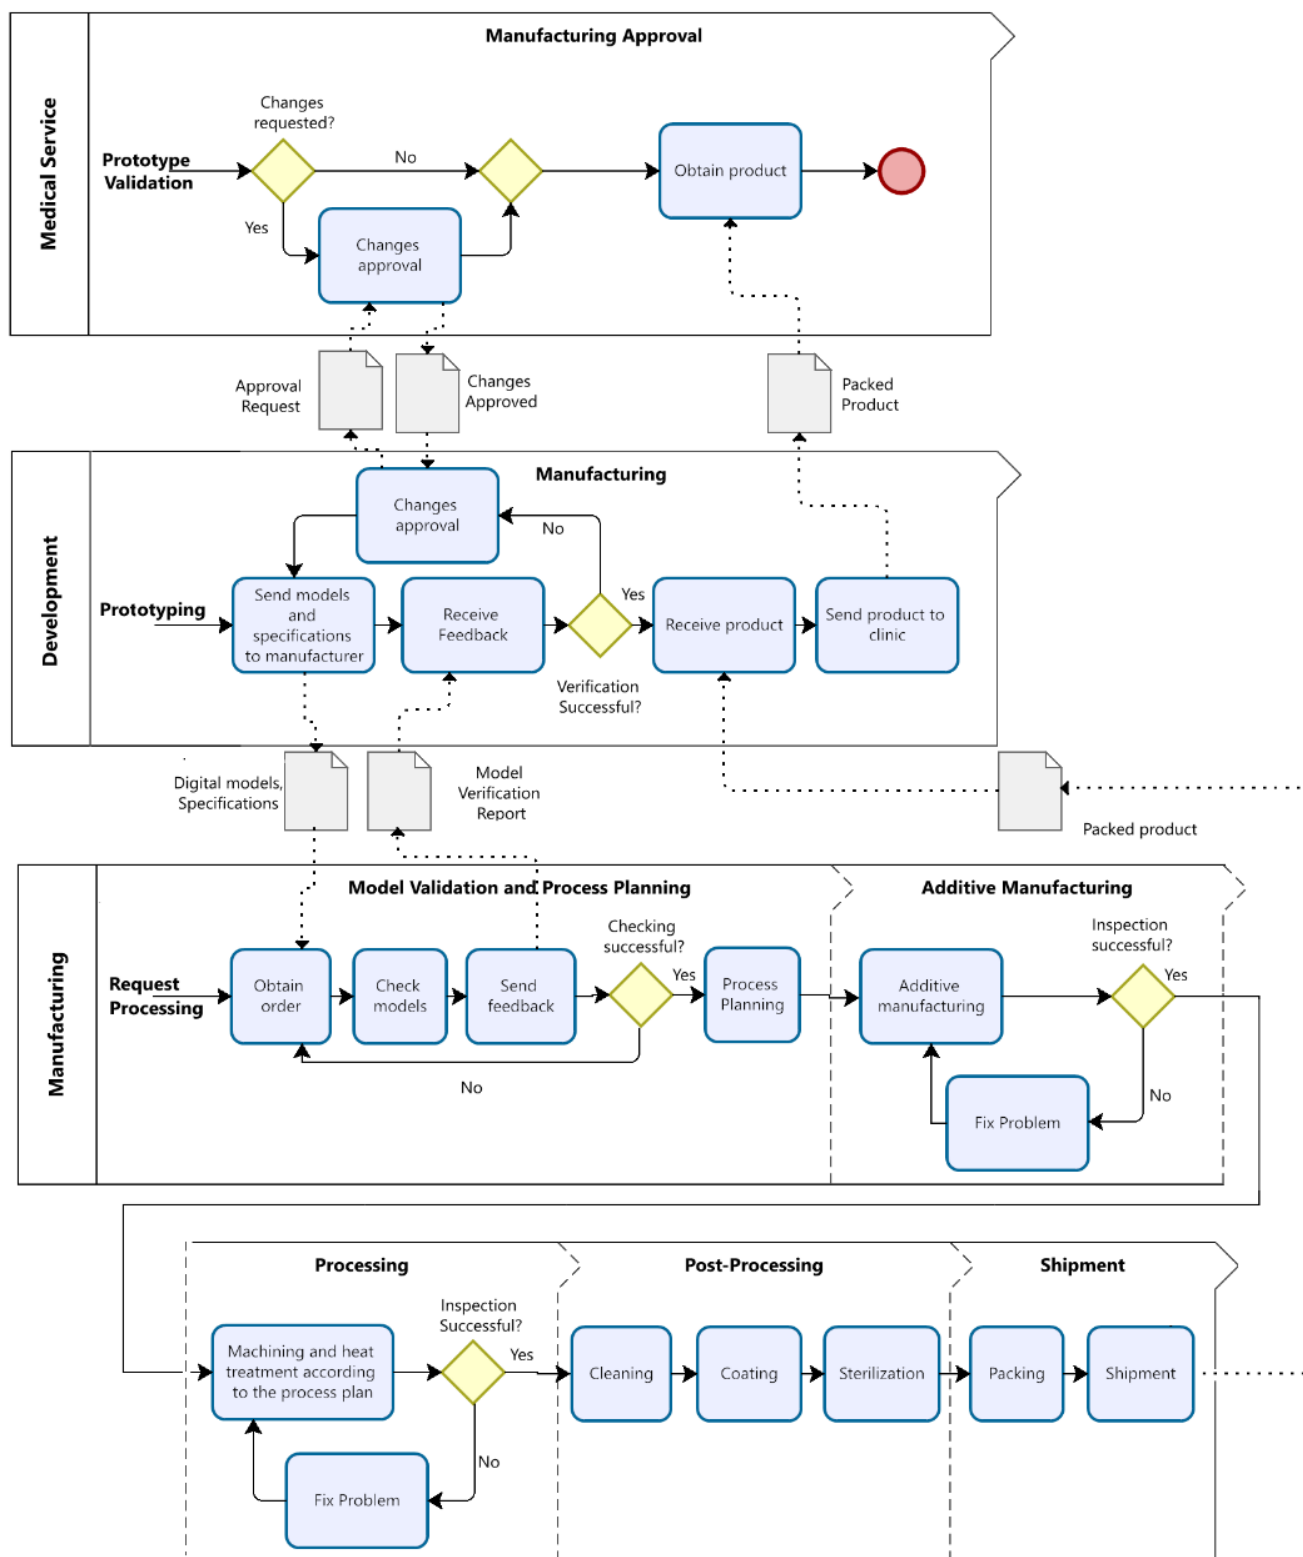 Manufacturing Approval
Medical Service
Changes
requested?
Prototype
Validation
No
Obtain product
Yes
Changes
approval
Approval
Request
Changes
Approved
Packed
Product
Manufacturing
Development
Changes
approval
No
Prototyping
Send models
and
specifications
to manufacturer
Receive
Feedback
Yes
Receive product
Send product to
clinic
Verification
Successful?
Digital models,
Specifications
Model
Verification
Report
Packed product
Manufacturing
Model Validation and Process Planning
Additive Manufacturing
Checking
successful?
Inspection
successful?
Request
Processing
Obtain
order
Check
models
Send
feedback
Yes
Process
Planning
Additive
manufacturing
Yes
No
No
Fix Problem
Processing
Post-Processing
Shipment
Inspection
Successful?
Machining and heat
treatment according
to the process plan
Yes
Cleaning
Coating
Sterilization
Packing
Shipment
No
Fix Problem